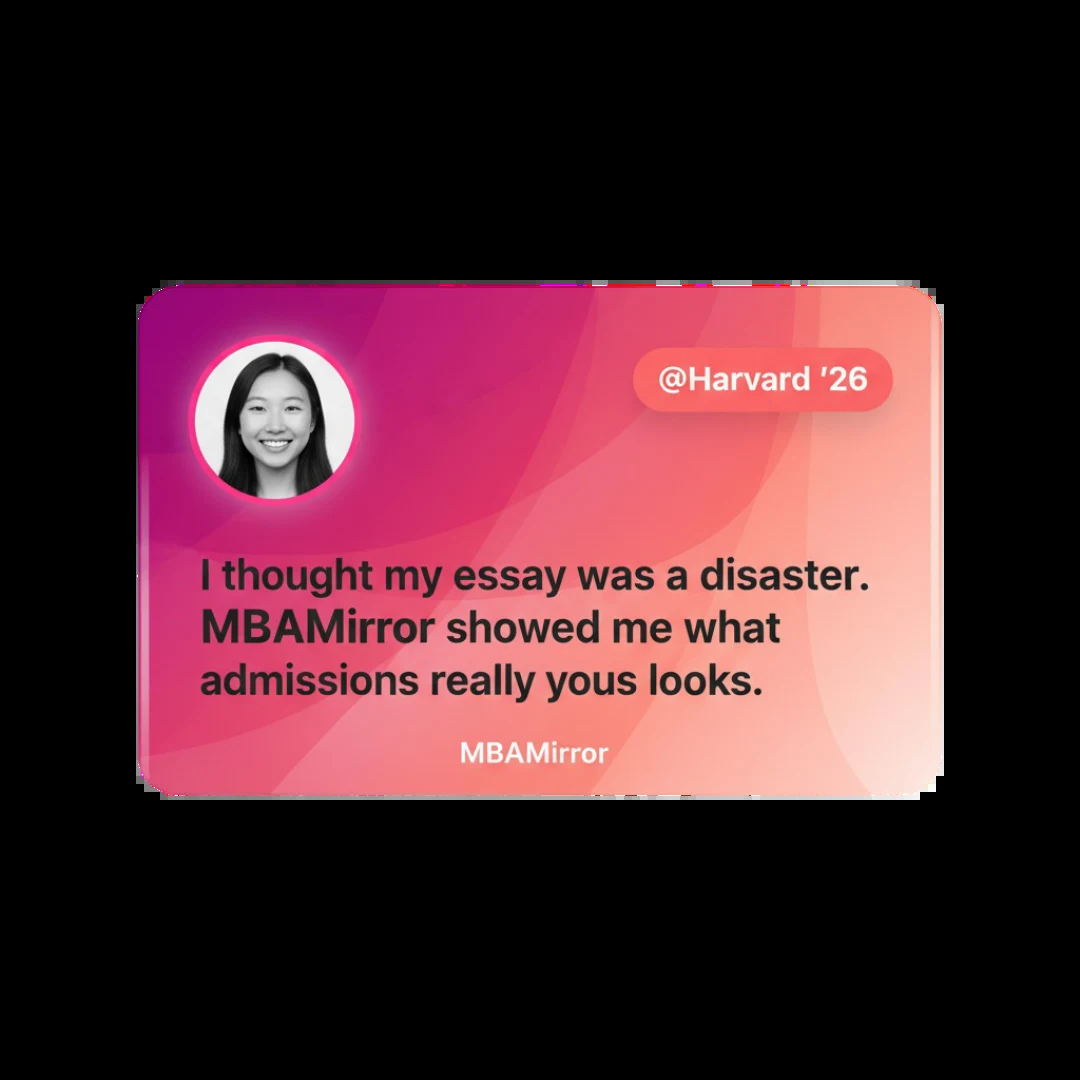 @Harvard ’26
I thought my essay was a disaster.
MBAMirror showed me what
admissions really yous looks.
MBAMirror